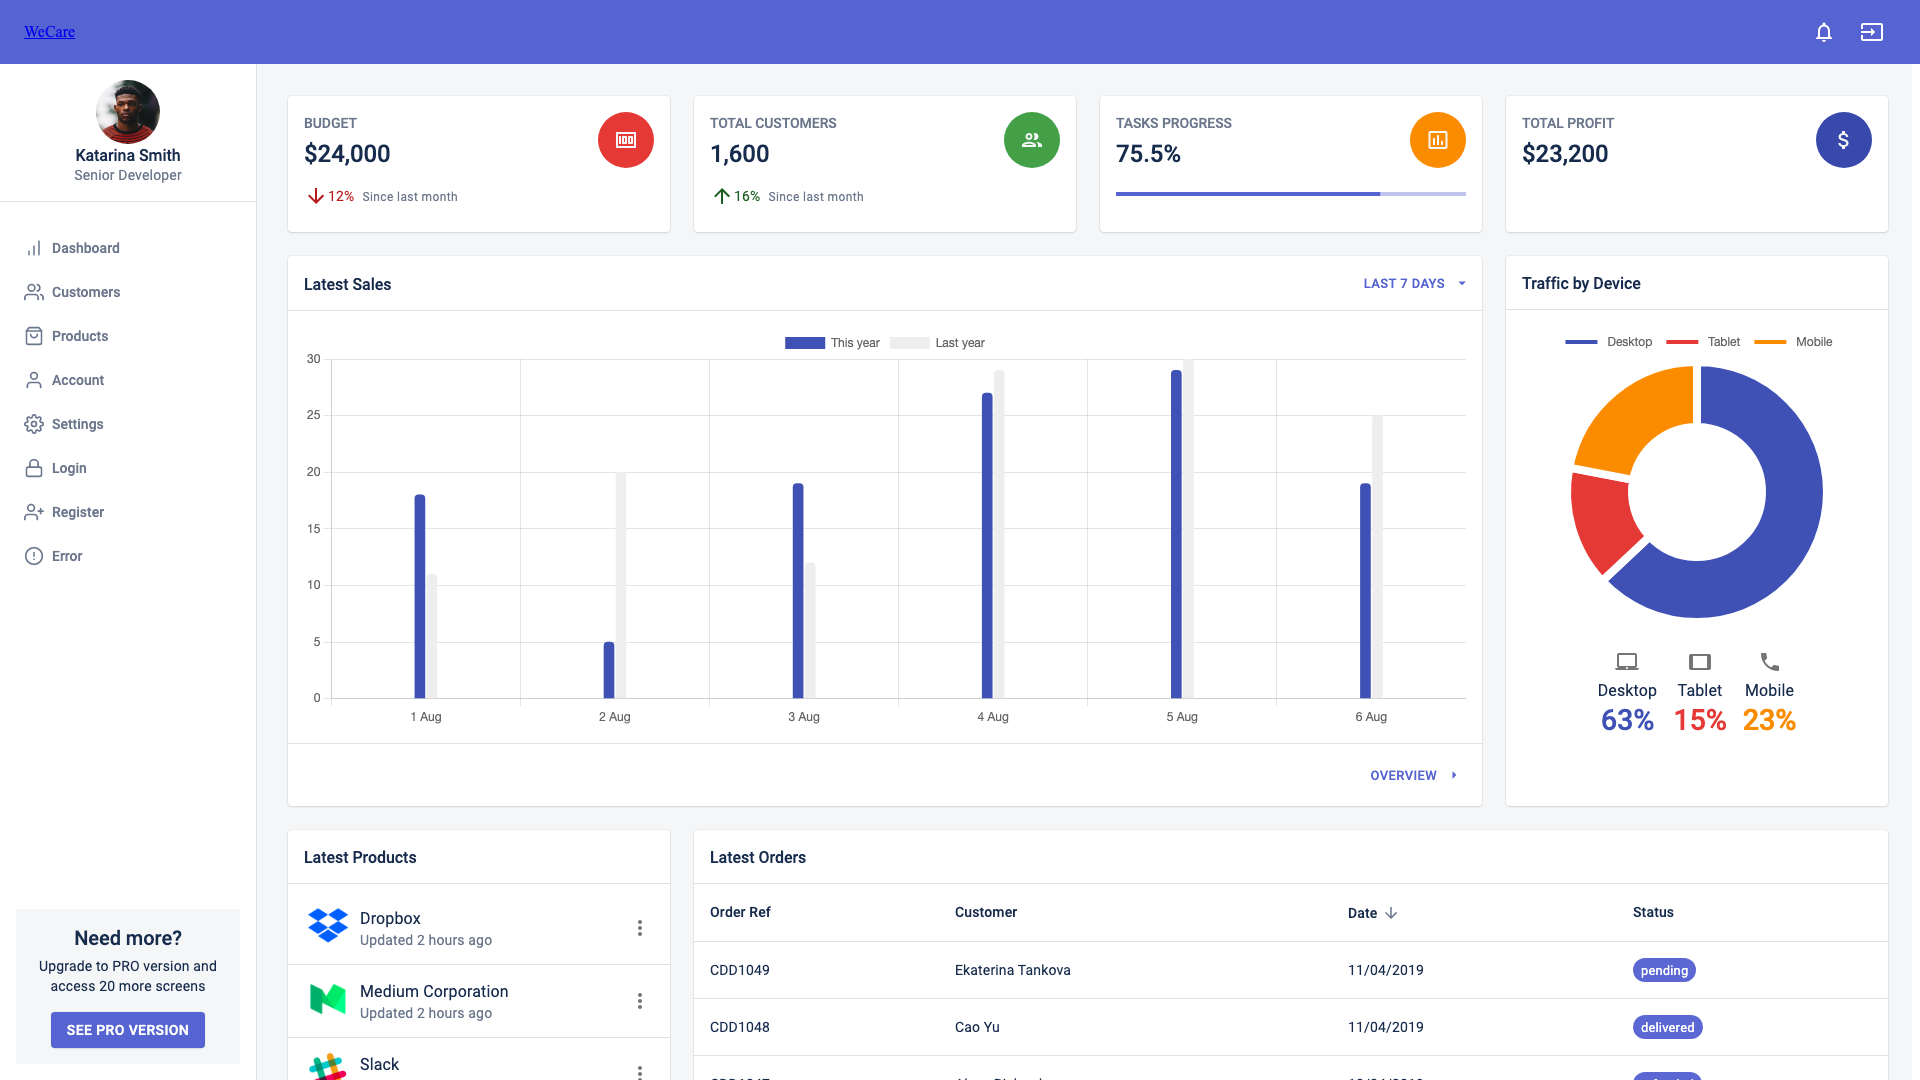 WeCare
Katarina Smith
Senior Developer
Dashboard
Customers
Products
Account
Settings
Login
Register
Error
Need more?
Upgrade to PRO version and
access 20 more screens
SEE PRO VERSION
BUDGET
$24,000
12% Since last month
TOTAL CUSTOMERS
1,600
16% Since last month
TASKS PROGRESS
75.5%
TOTAL PROFIT
$23,200
$
Latest Sales
LAST 7 DAYS
This year Last year
30
25
20
15
10
5
0
1 Aug 2 Aug 3 Aug 4 Aug 5 Aug 6 Aug
OVERVIEW
Traffic by Device
Desktop Tablet Mobile
Desktop Tablet Mobile
63% 15% 23%
Latest Products
Dropbox
Updated 2 hours ago
Medium Corporation
Updated 2 hours ago
Slack
Latest Orders
Order Ref Customer Date Status
CDD1049 Ekaterina Tankova 11/04/2019 pending
CDD1048 Cao Yu 11/04/2019 delivered